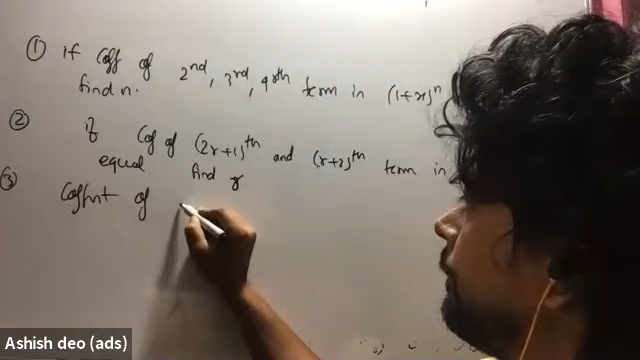 ① If Coff of 2nd, 3rd, 4th term in (1+x)^n
find n.
② if Cof of (2r+1)th and (r+2)th term in
equal find r
③ Coffnt of
Ashish deo (ads)